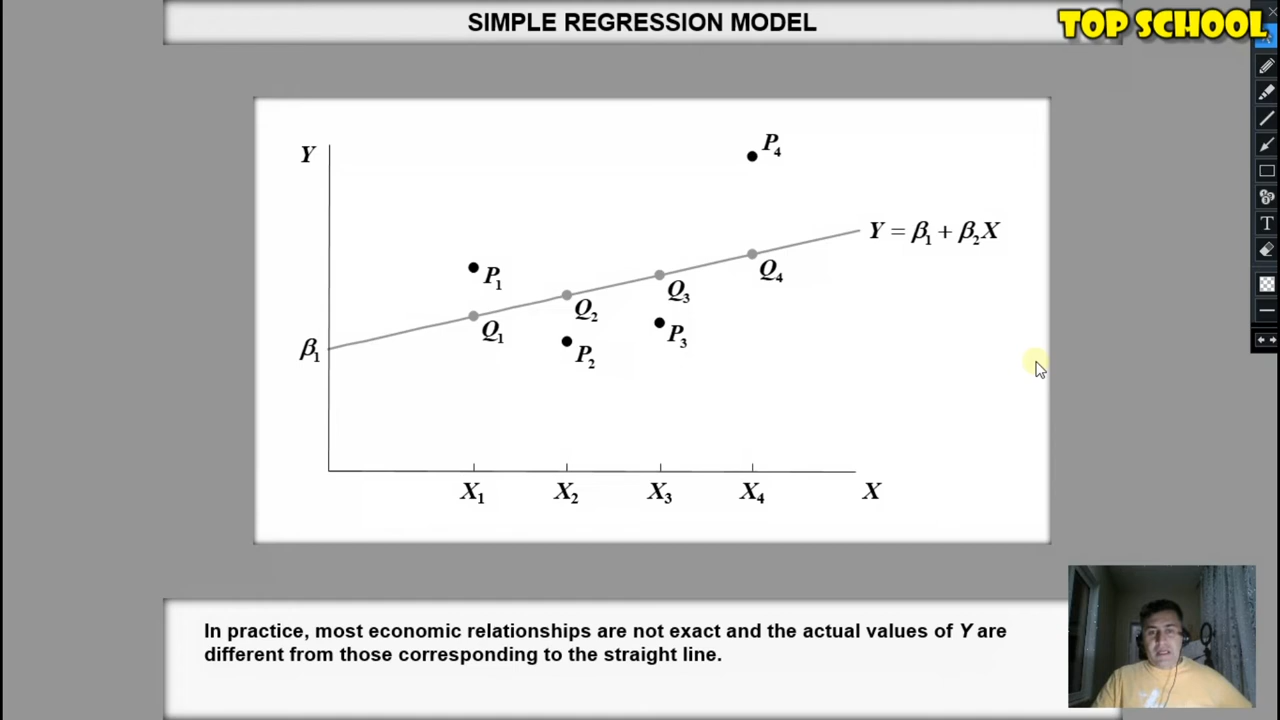 SIMPLE REGRESSION MODEL
TOP SCHOOL
Y
P4
Y = β1 + β2X
P1
Q4
Q3
Q2
Q1
P3
P2
β1
X1 X2 X3 X4 X
T
In practice, most economic relationships are not exact and the actual values of Y are
different from those corresponding to the straight line.